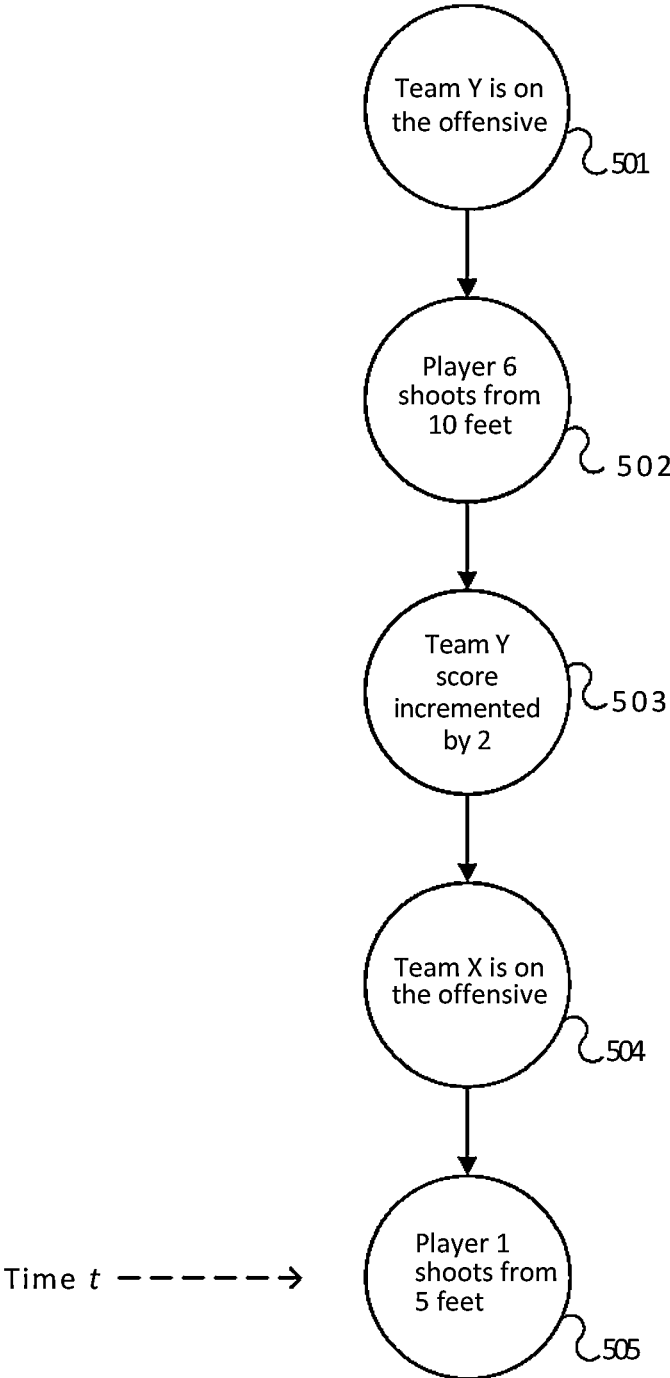 Team Y is on
the offensive
501
Player 6
shoots from
10 feet
502
Team Y
score
incremented
by 2
503
Team X is on
the offensive
504
Time t
Player 1
shoots from
5 feet
505